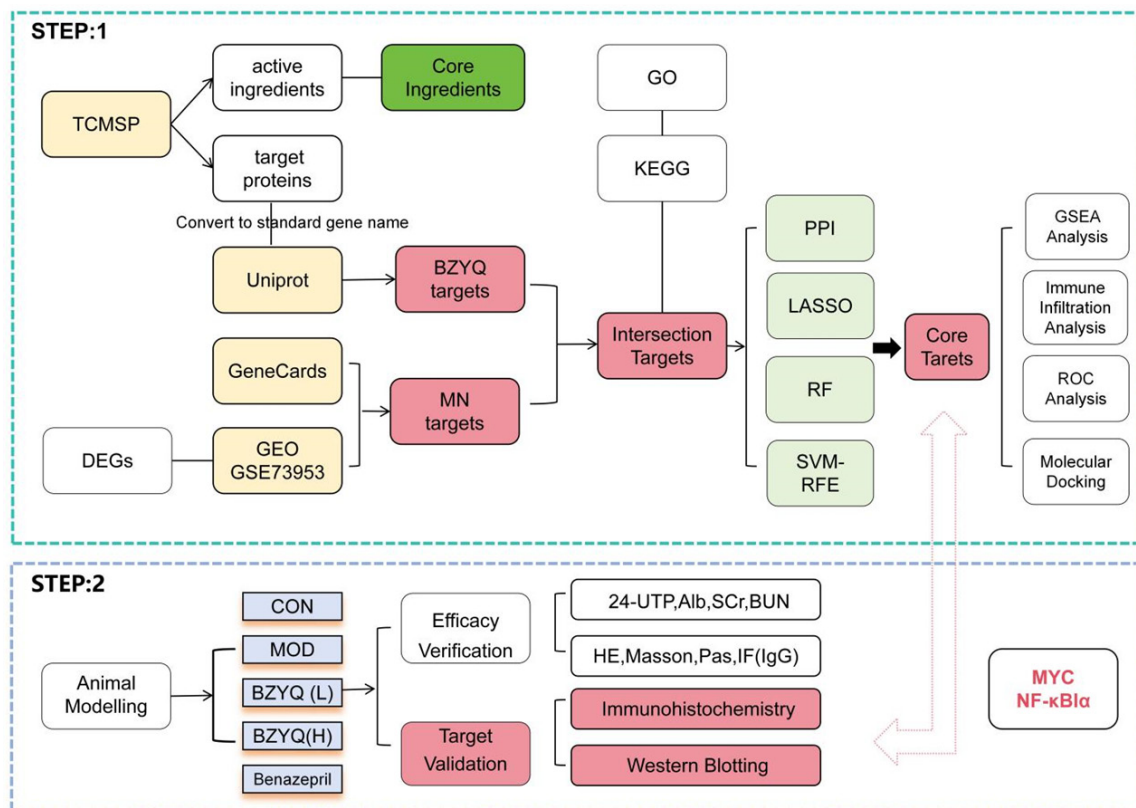 STEP:1
active
ingredients
Core
Ingredients
GO
TCMSP
target
proteins
KEGG
Convert to standard gene name
Uniprot
BZYQ
targets
GeneCards
MN
targets
DEGs
GEO
GSE73953
Intersection
Targets
PPI
LASSO
RF
SVM-
RFE
Core
Tarets
GSEA
Analysis
Immune
Infiltration
Analysis
ROC
Analysis
Molecular
Docking
STEP:2
Animal
Modelling
CON
MOD
BZYQ (L)
BZYQ(H)
Benazepril
Efficacy
Verification
Target
Validation
24-UTP,Alb,SCr,BUN
HE,Masson,Pas,IF(IgG)
Immunohistochemistry
Western Blotting
MYC
NF-κBIα